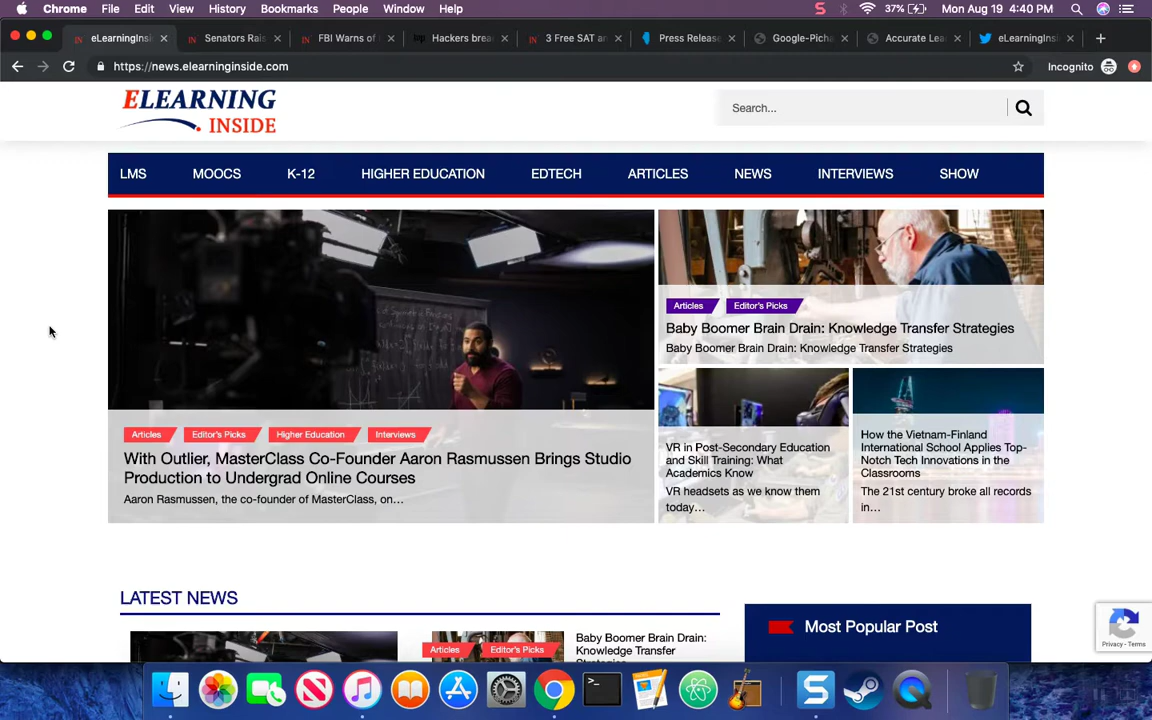 Chrome File Edit View History Bookmarks People Window Help 37% Mon Aug 19 4:40 PM
eLearningInsi Senators Rais FBI Warns of Hackers brea 3 Free SAT an Press Release Google-Picha Accurate Lea eLearningInsi
https://news.elearninginside.com Incognito
ELEARNING
INSIDE
Search...
LMS MOOCS K-12 HIGHER EDUCATION EDTECH ARTICLES NEWS INTERVIEWS SHOW
Articles Editor's Picks Higher Education Interviews
With Outlier, MasterClass Co-Founder Aaron Rasmussen Brings Studio
Production to Undergrad Online Courses
Aaron Rasmussen, the co-founder of MasterClass, on…
Articles Editor's Picks
Baby Boomer Brain Drain: Knowledge Transfer Strategies
Baby Boomer Brain Drain: Knowledge Transfer Strategies
VR in Post-Secondary Education
and Skill Training: What
Academics Know
VR headsets as we know them
today…
How the Vietnam-Finland
International School Applies Top-
Notch Tech Innovations in the
Classrooms
The 21st century broke all records
in…
LATEST NEWS
Articles Editor's Picks
Baby Boomer Brain Drain:
Knowledge Transfer
Most Popular Post
Privacy - Terms